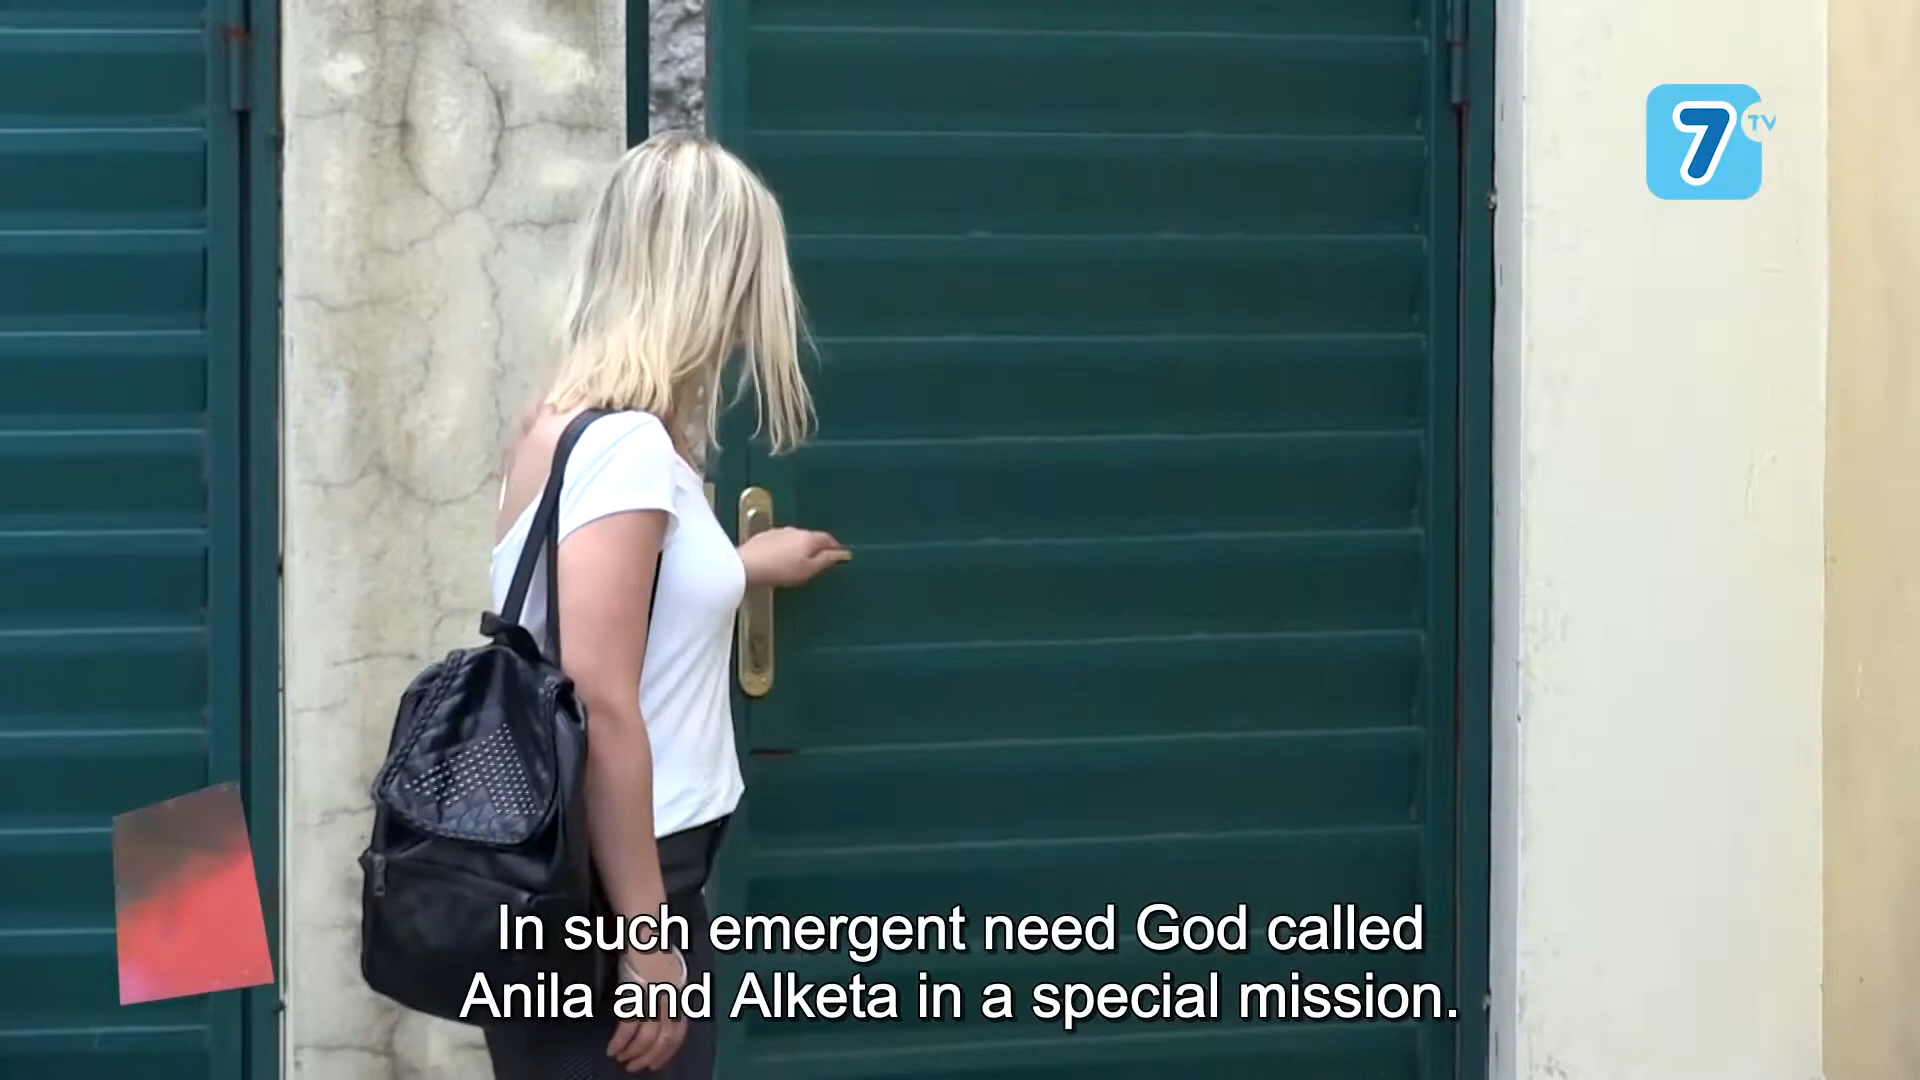 7 TV
In such emergent need God called
Anila and Alketa in a special mission.